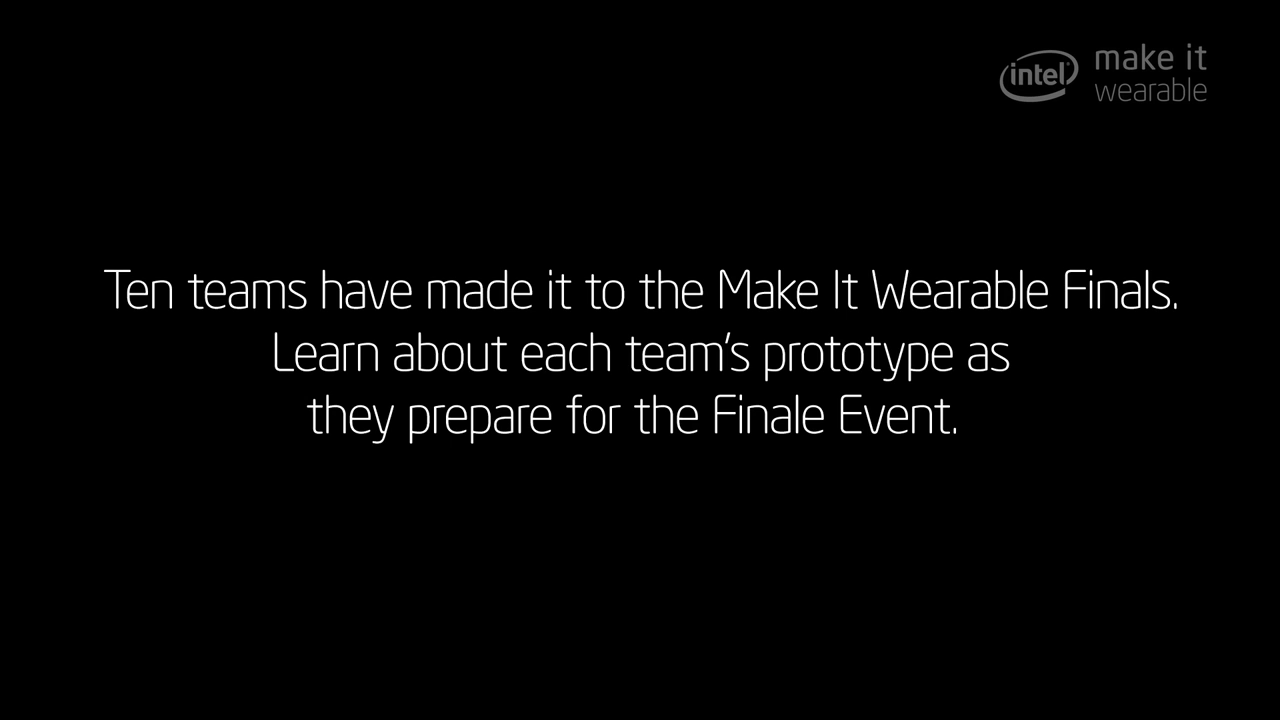 intel
make it
wearable
Ten teams have made it to the Make It Wearable Finals.
Learn about each team's prototype as
they prepare for the Finale Event.